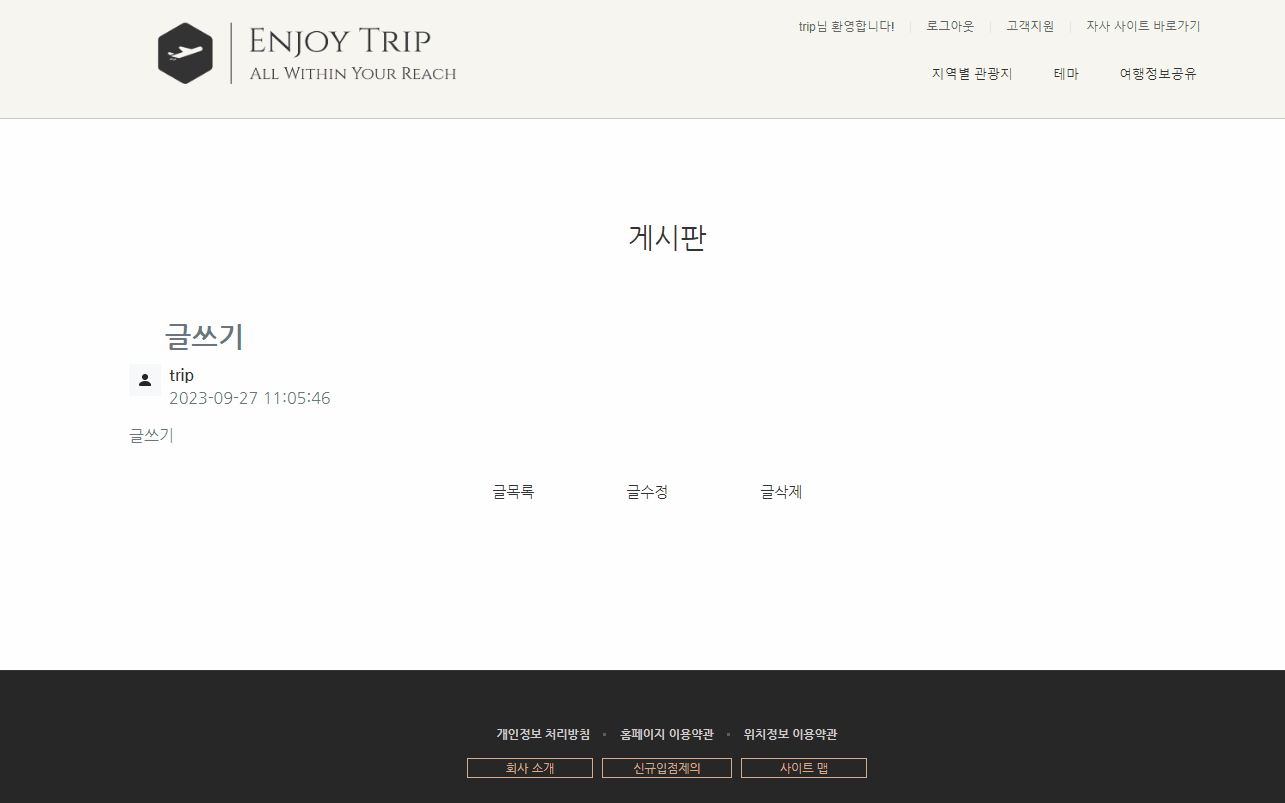 ENJOY TRIP
ALL WITHIN YOUR REACH
trip님 환영합니다! 로그아웃 고객지원 자사 사이트 바로가기
지역별 관광지 테마 여행정보공유
게시판
글쓰기
trip
2023-09-27 11:05:46
글쓰기
글목록 글수정 글삭제
개인정보 처리방침 홈페이지 이용약관 위치정보 이용약관
회사 소개 신규입점제의 사이트 맵